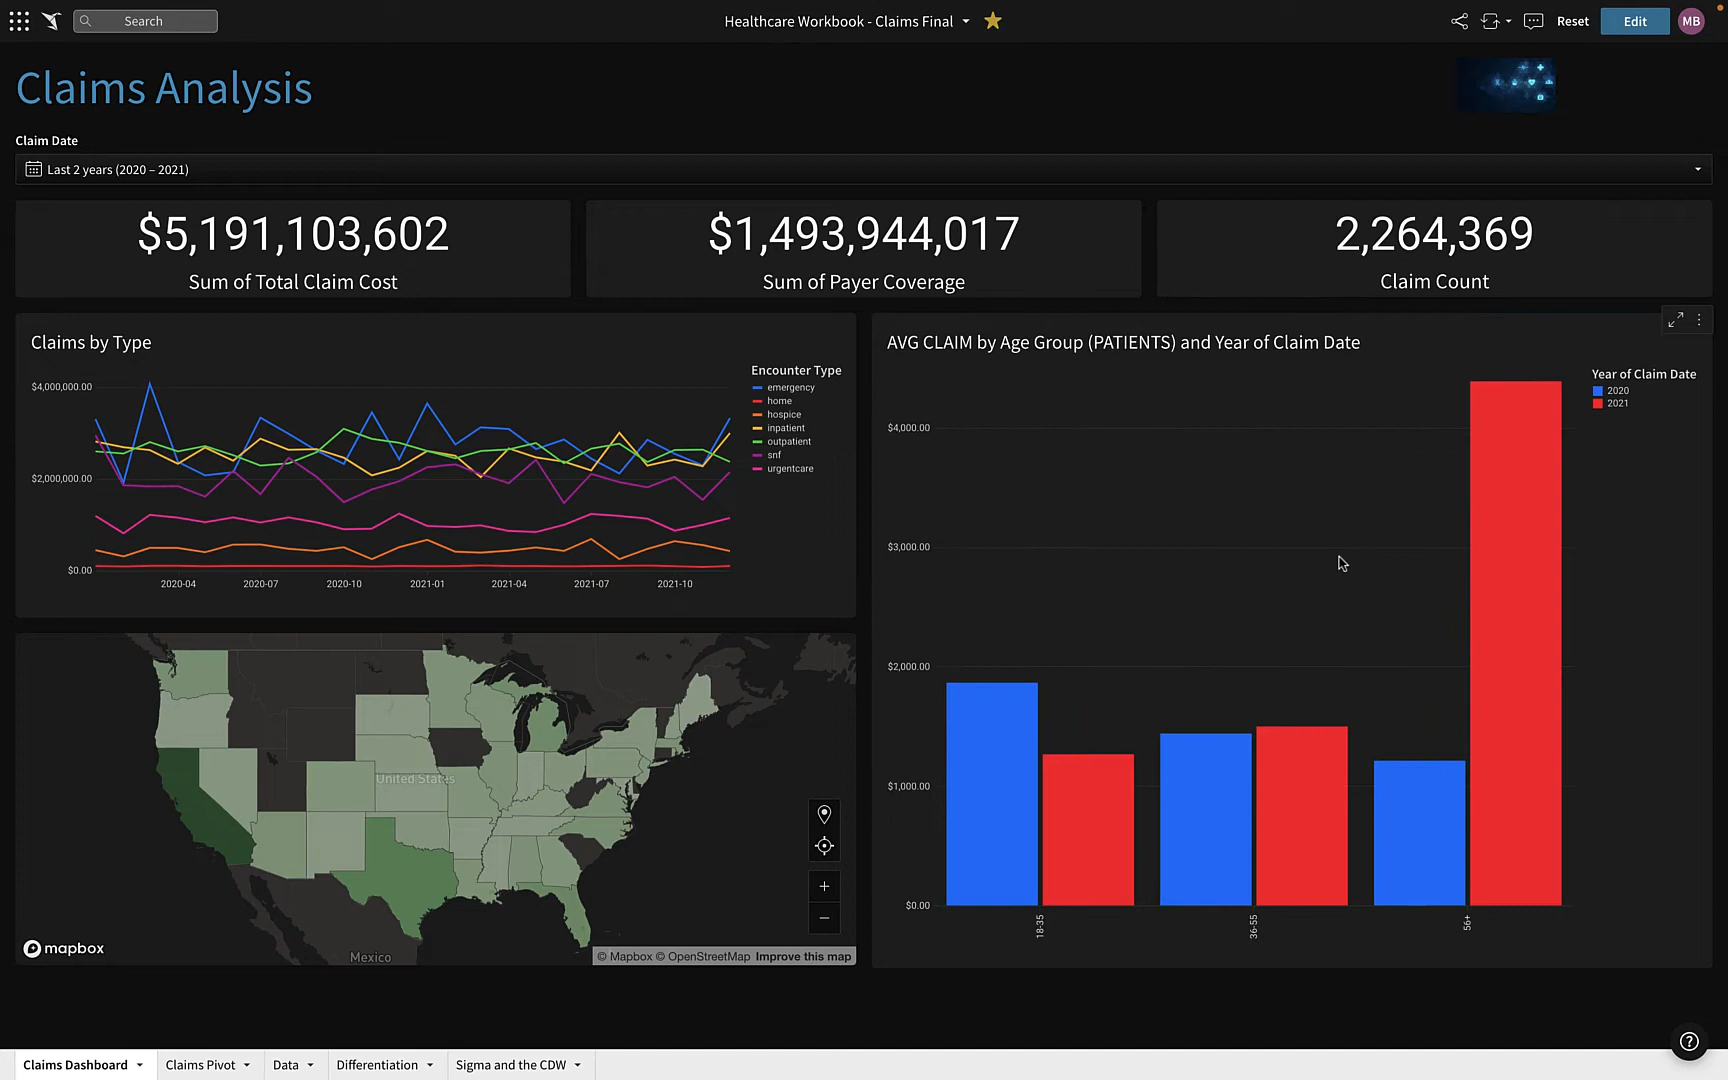 Search
Healthcare Workbook - Claims Final
Reset
Edit
MB
Claims Analysis
Claim Date
Last 2 years (2020 – 2021)
$5,191,103,602
Sum of Total Claim Cost
$1,493,944,017
Sum of Payer Coverage
2,264,369
Claim Count
Claims by Type
$4,000,000.00
$2,000,000.00
$0.00
2020-04 2020-07 2020-10 2021-01 2021-04 2021-07 2021-10
Encounter Type
emergency
home
hospice
inpatient
outpatient
snf
urgentcare
AVG CLAIM by Age Group (PATIENTS) and Year of Claim Date
$4,000.00
$3,000.00
$2,000.00
$1,000.00
$0.00
18-35 36-55 56+
Year of Claim Date
2020
2021
United States
Mexico
mapbox
© Mapbox © OpenStreetMap Improve this map
Claims Dashboard Claims Pivot Data Differentiation Sigma and the CDW